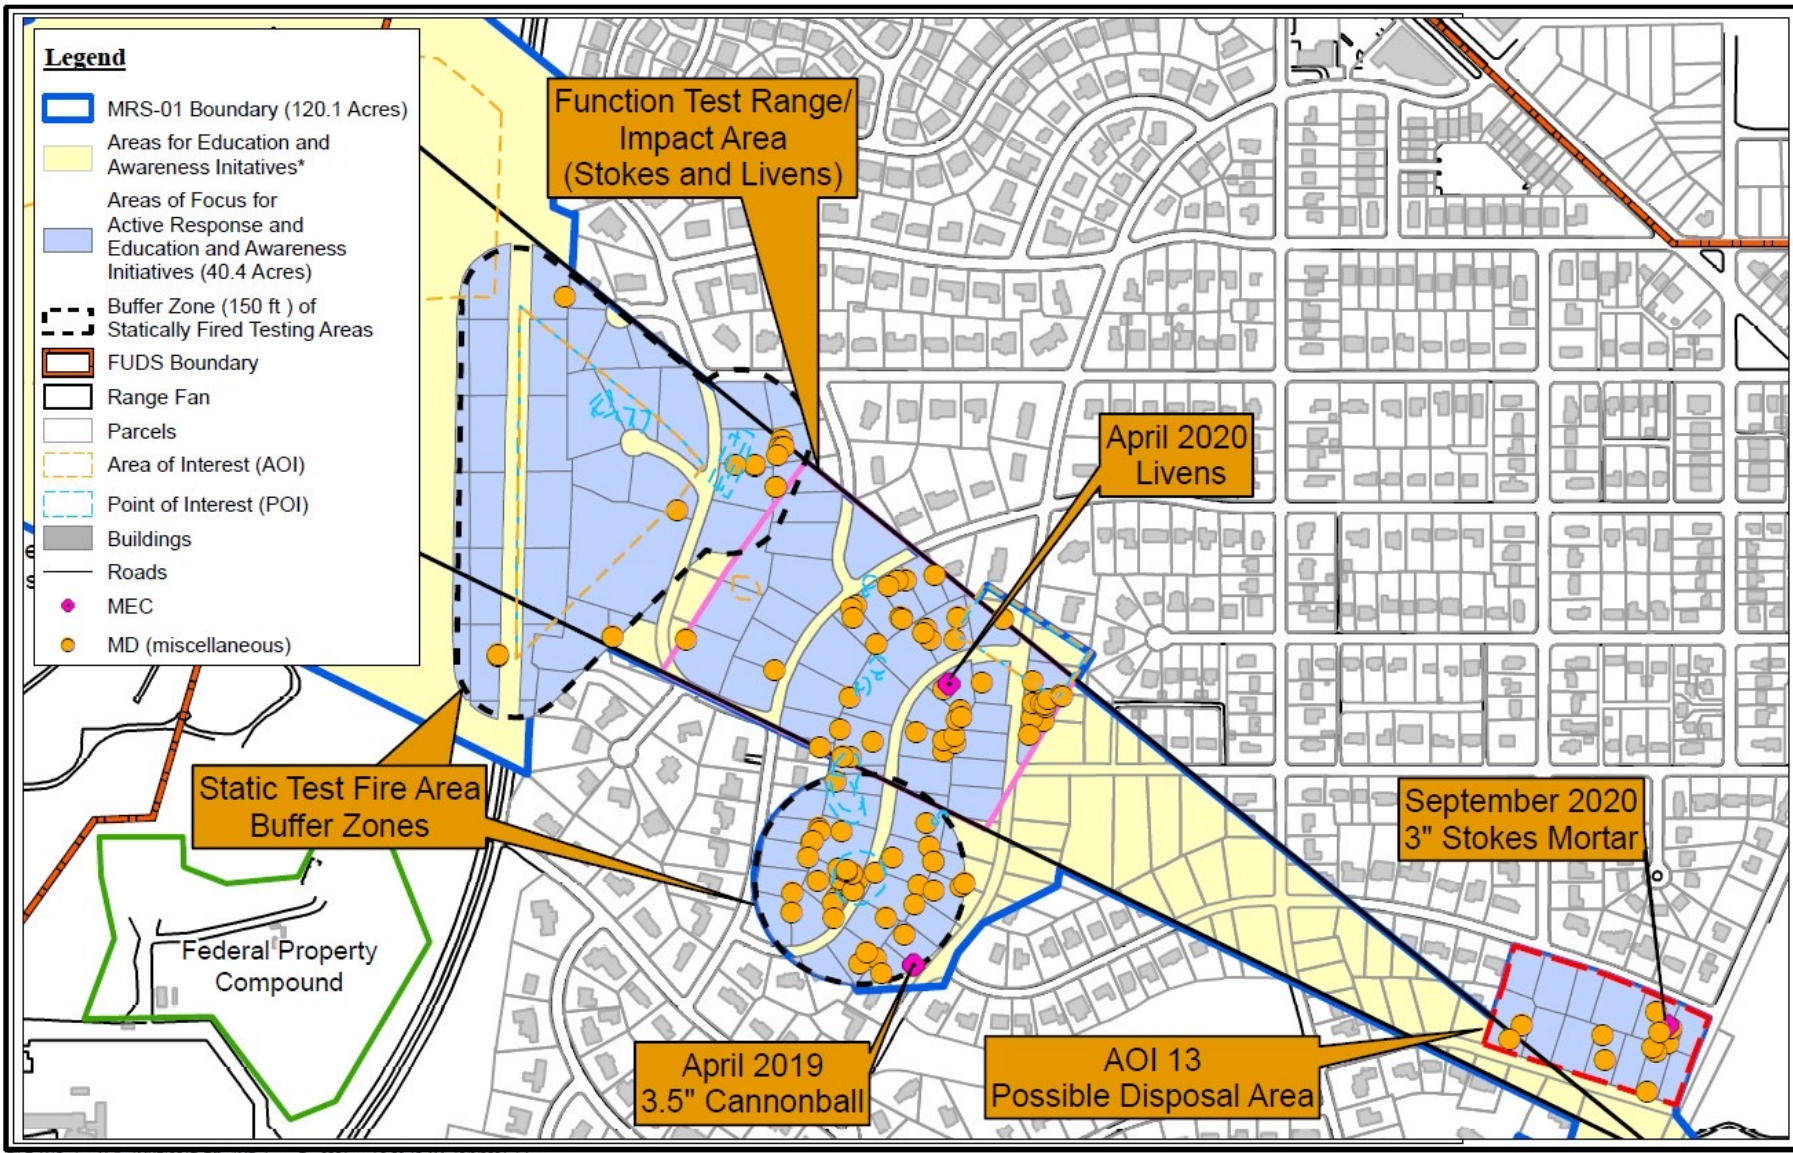 Legend
MRS-01 Boundary (120.1 Acres)
Areas for Education and
Awareness Initatives*
Areas of Focus for
Active Response and
Education and Awareness
Initiatives (40.4 Acres)
Buffer Zone (150 ft ) of
Statically Fired Testing Areas
FUDS Boundary
Range Fan
Parcels
Area of Interest (AOI)
Point of Interest (POI)
Buildings
Roads
MEC
MD (miscellaneous)
Function Test Range/
Impact Area
(Stokes and Livens)
April 2020
Livens
Static Test Fire Area
Buffer Zones
September 2020
3" Stokes Mortar
Federal Property
Compound
April 2019
3.5" Cannonball
AOI 13
Possible Disposal Area